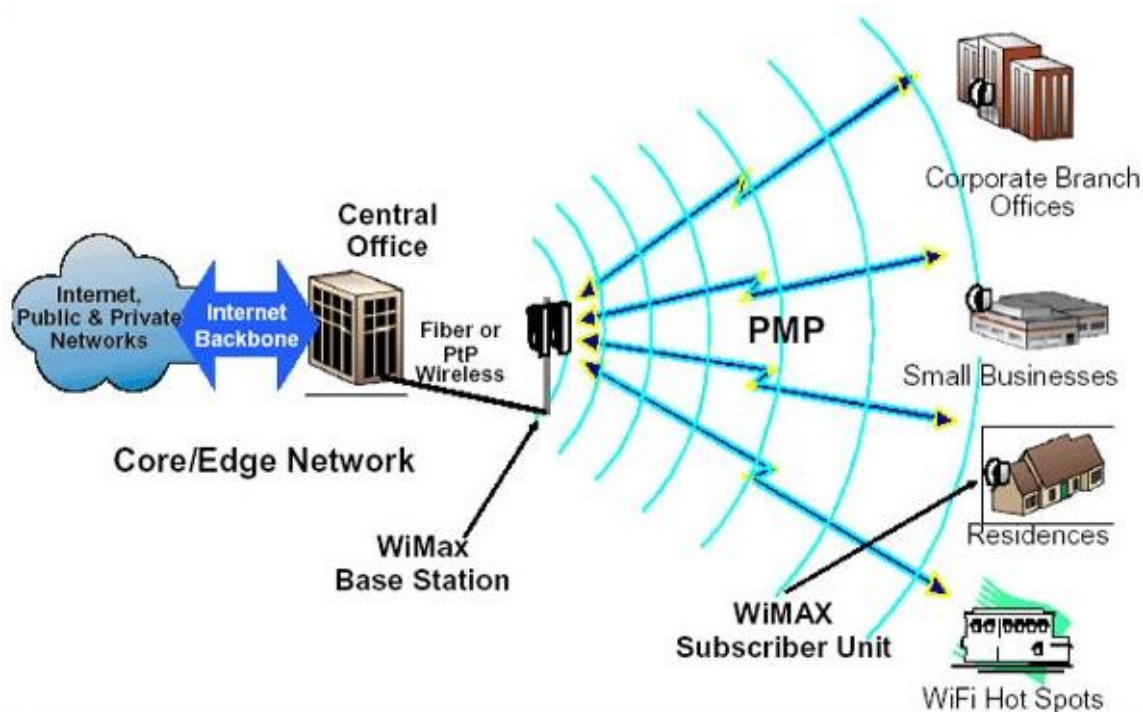 Central
Office
Internet,
Public & Private
Networks
Internet
Backbone
Fiber or
PtP
Wireless
Core/Edge Network
WiMax
Base Station
PMP
WiMAX
Subscriber Unit
Corporate Branch
Offices
Small Businesses
Residences
WiFi Hot Spots